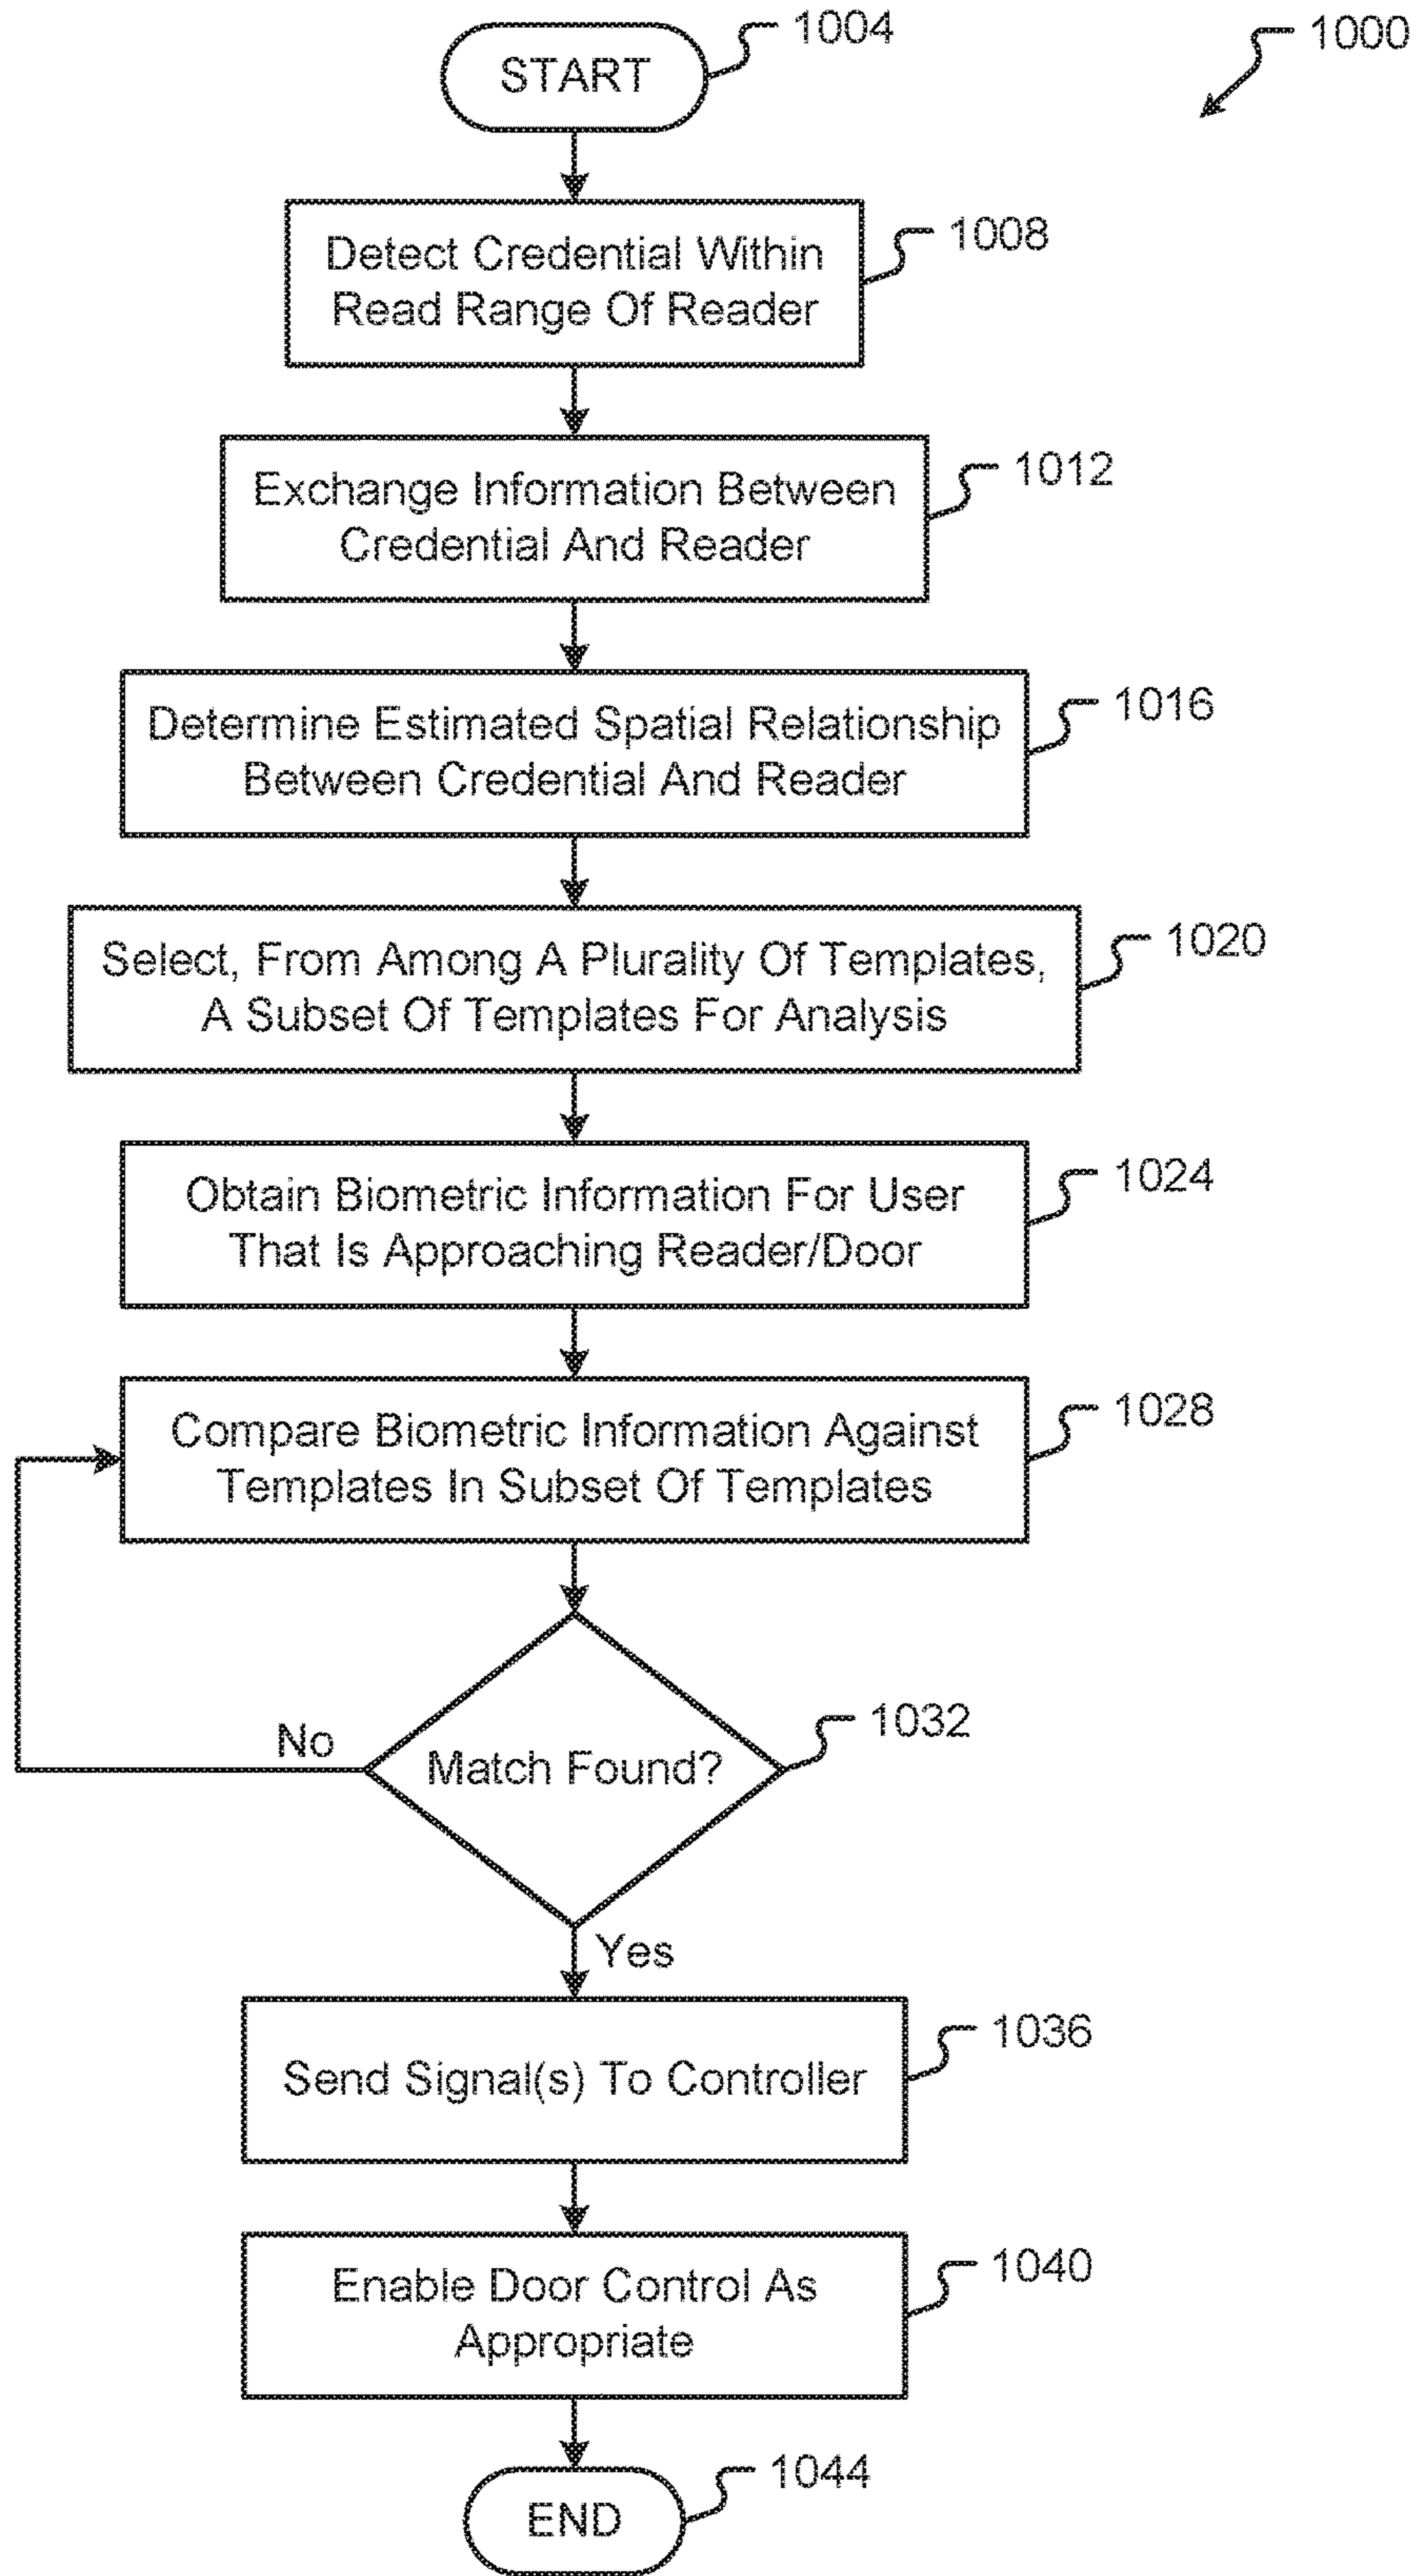 1004
1000
START
1008
Detect Credential Within
Read Range Of Reader
1012
Exchange Information Between
Credential And Reader
1016
Determine Estimated Spatial Relationship
Between Credential And Reader
1020
Select, From Among A Plurality Of Templates,
A Subset Of Templates For Analysis
1024
Obtain Biometric Information For User
That Is Approaching Reader/Door
1028
Compare Biometric Information Against
Templates In Subset Of Templates
1032
No
Match Found?
Yes
1036
Send Signal(s) To Controller
1040
Enable Door Control As
Appropriate
1044
END